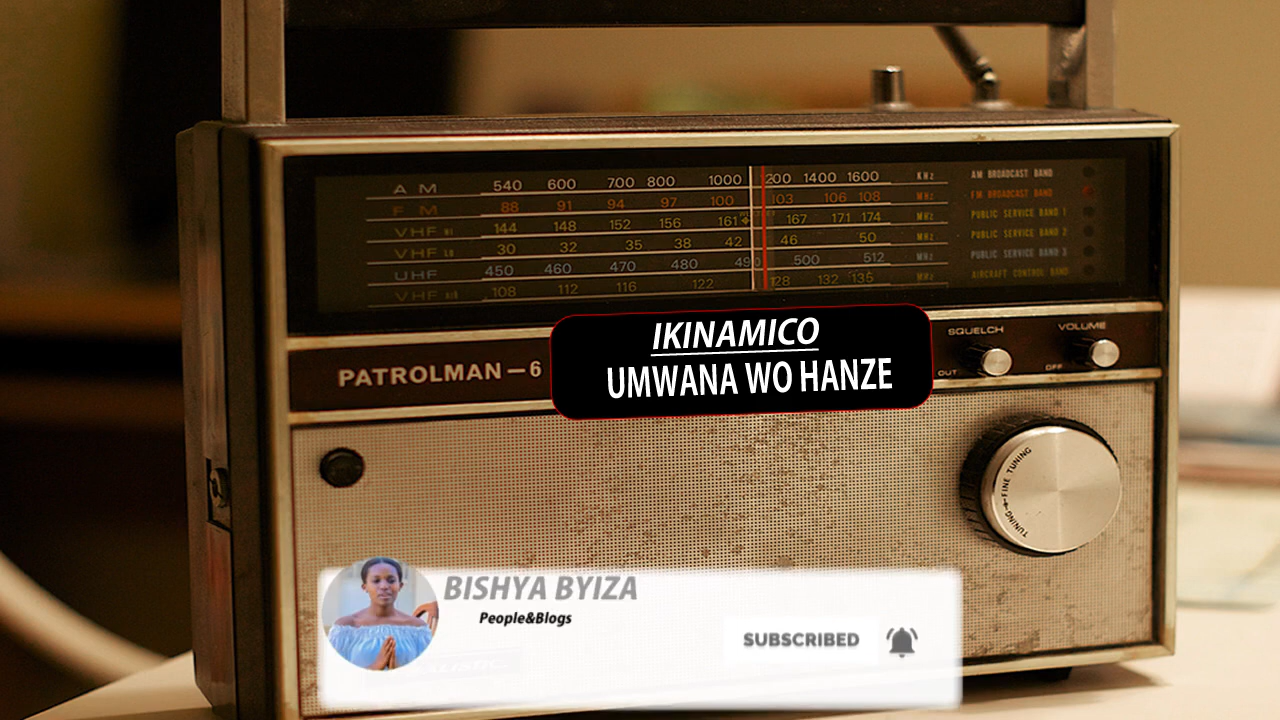 AM 540 600 700 800 1000 200 1400 1600 KHz AM BROADCAST BAND
FM 88 91 94 97 100 103 106 108 MHz FM BROADCAST BAND
VHF HI 144 148 152 156 161 167 171 174 MHz PUBLIC SERVICE BAND 1
VHF LO 30 32 35 38 42 46 50 MHz PUBLIC SERVICE BAND 2
UHF 450 460 470 480 490 500 512 MHz PUBLIC SERVICE BAND 3
VHF 108 112 116 122 128 132 135 MHz AIRCRAFT CONTROL BAND
IKINAMICO
UMWANA WO HANZE
PATROLMAN – 6
SQUELCH VOLUME
OUT OFF
TUNING FINE TUNING
BISHYA BYIZA
People&Blogs
SUBSCRIBED